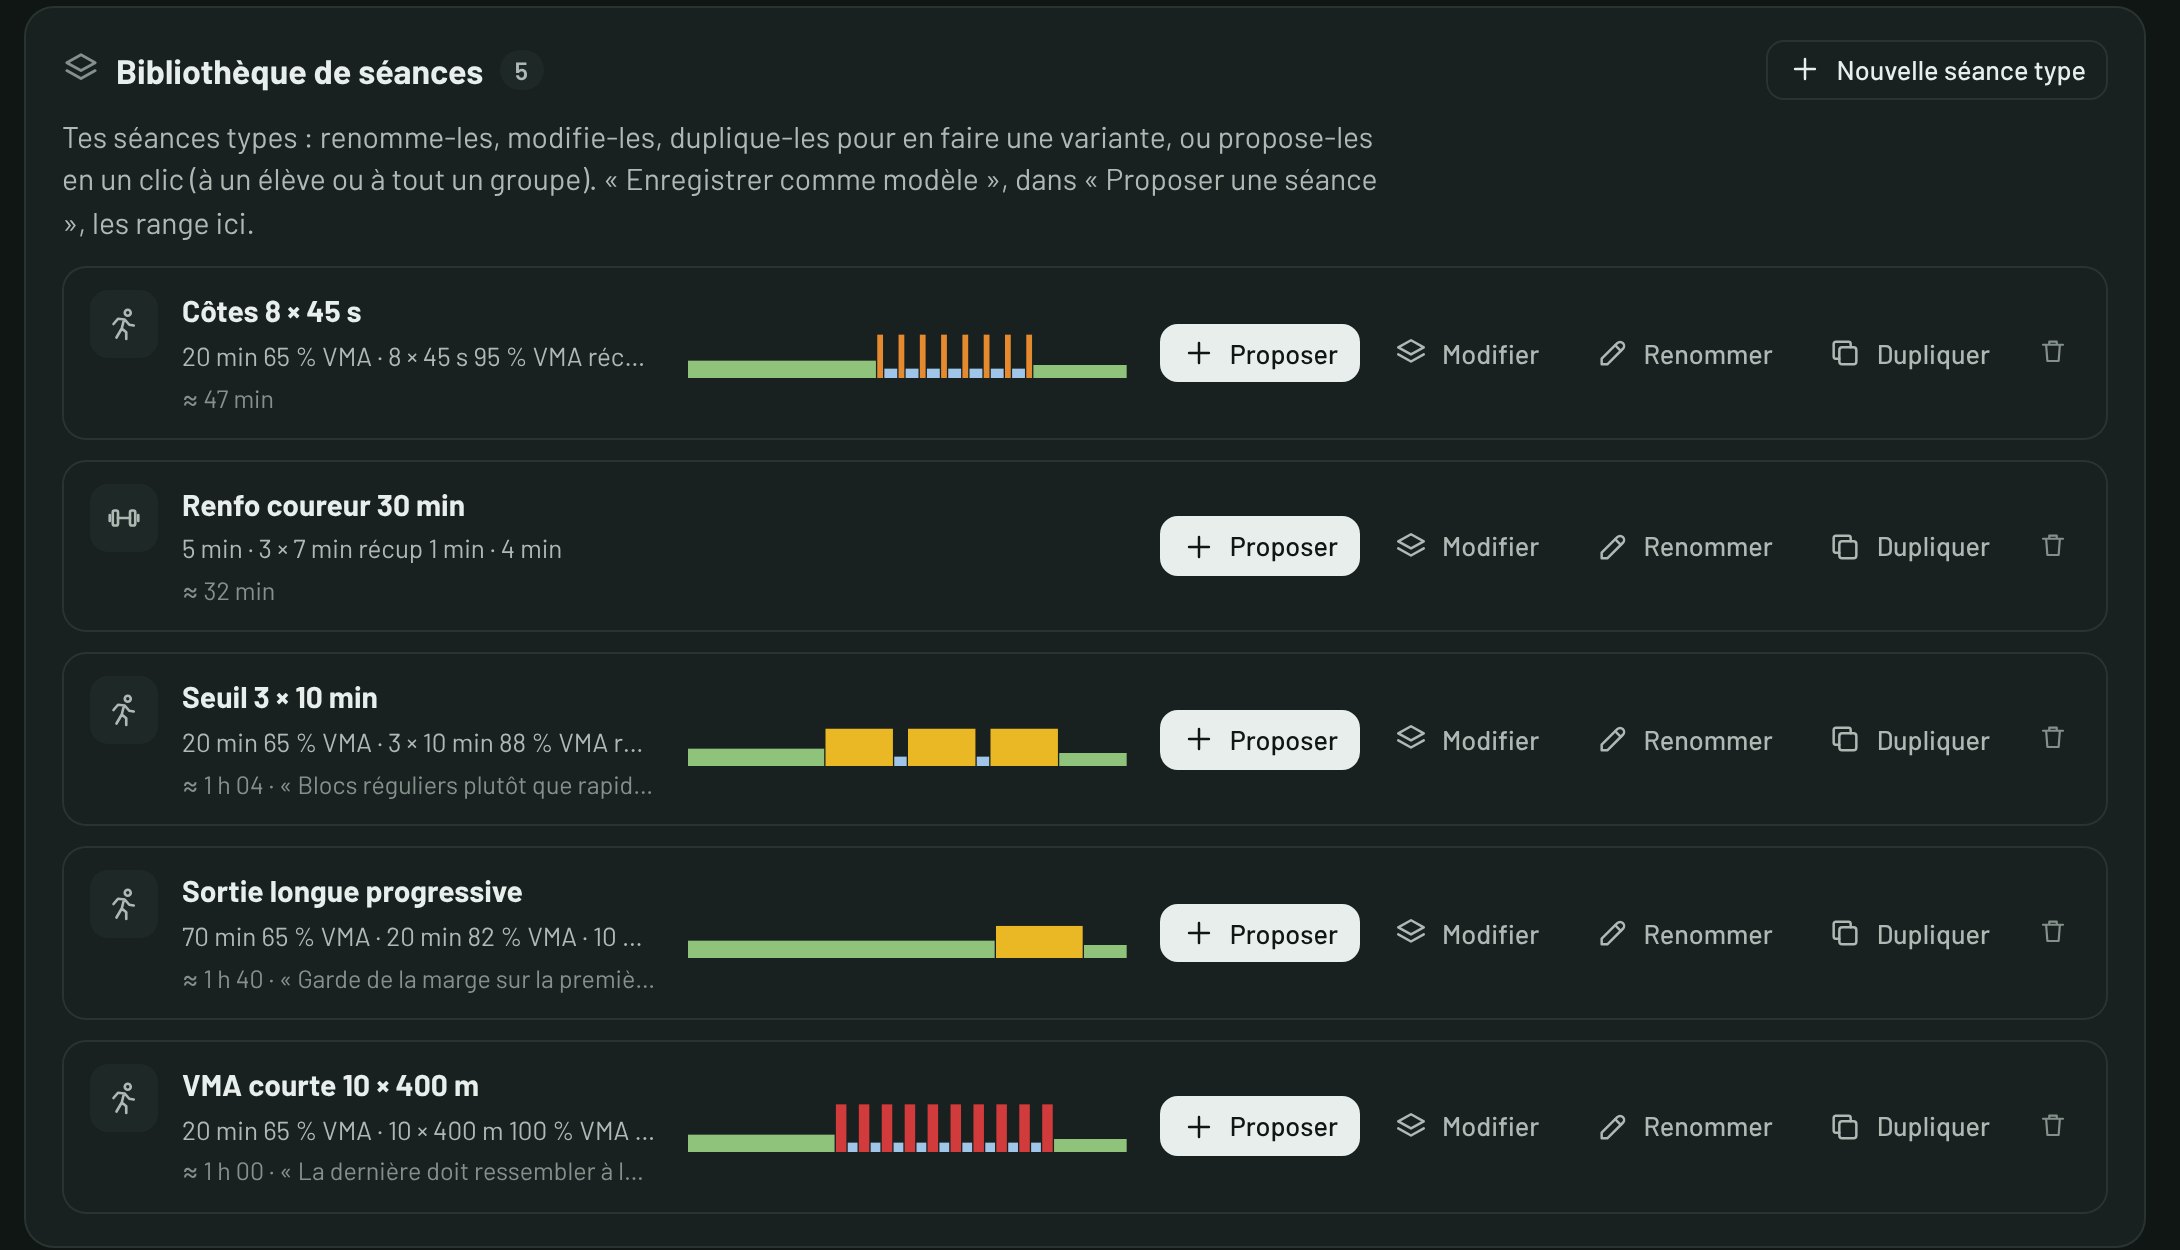 Bibliothèque de séances 5
+ Nouvelle séance type
Tes séances types : renomme-les, modifie-les, duplique-les pour en faire une variante, ou propose-les
en un clic (à un élève ou à tout un groupe). « Enregistrer comme modèle », dans « Proposer une séance
», les range ici.
Côtes 8 × 45 s
20 min 65 % VMA · 8 × 45 s 95 % VMA réc...
≈ 47 min
+ Proposer Modifier Renommer Dupliquer
Renfo coureur 30 min
5 min · 3 × 7 min récup 1 min · 4 min
≈ 32 min
+ Proposer Modifier Renommer Dupliquer
Seuil 3 × 10 min
20 min 65 % VMA · 3 × 10 min 88 % VMA r...
≈ 1 h 04 · « Blocs réguliers plutôt que rapid...
+ Proposer Modifier Renommer Dupliquer
Sortie longue progressive
70 min 65 % VMA · 20 min 82 % VMA · 10 ...
≈ 1 h 40 · « Garde de la marge sur la premiè...
+ Proposer Modifier Renommer Dupliquer
VMA courte 10 × 400 m
20 min 65 % VMA · 10 × 400 m 100 % VMA ...
≈ 1 h 00 · « La dernière doit ressembler à l...
+ Proposer Modifier Renommer Dupliquer